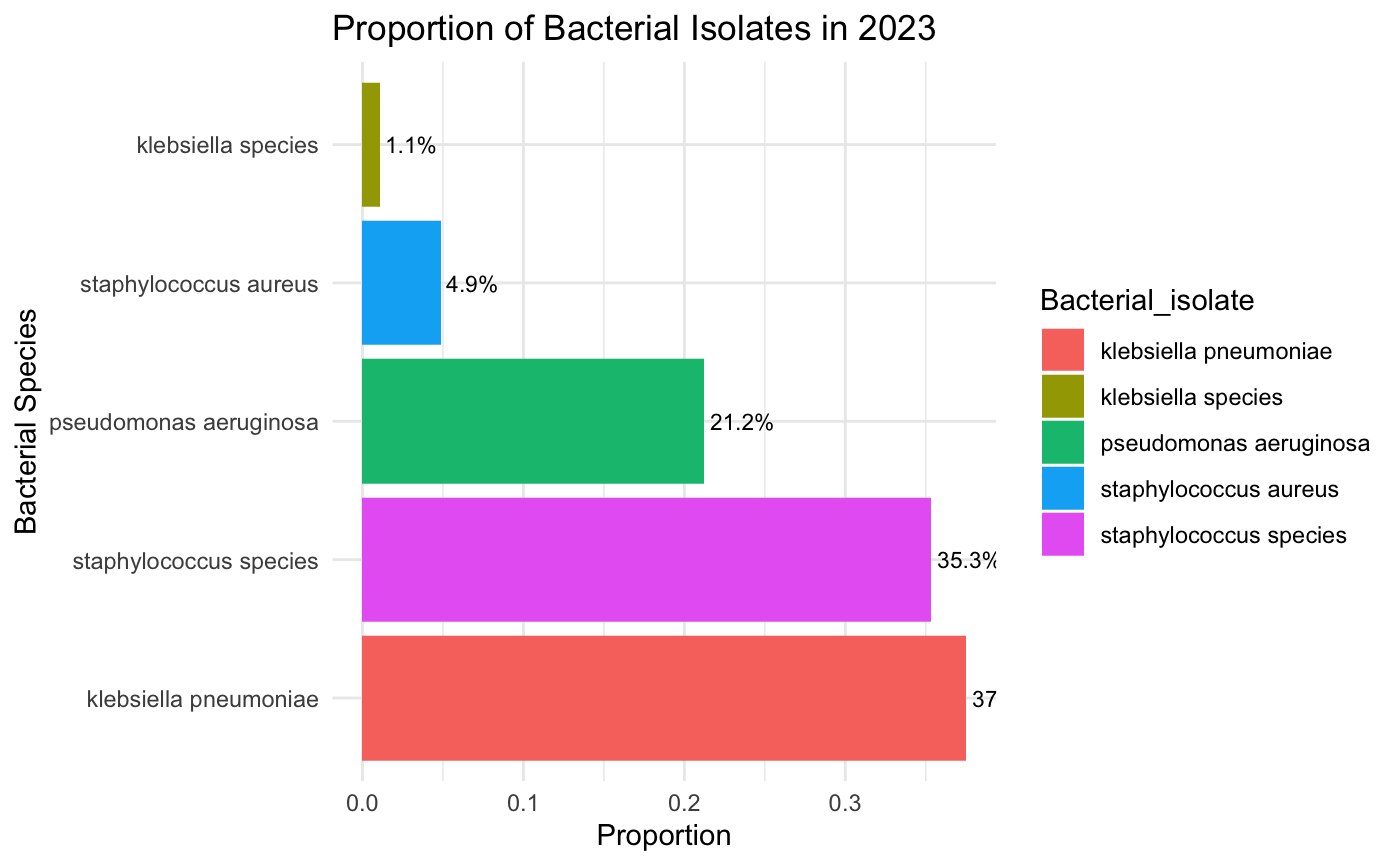 Proportion of Bacterial Isolates in 2023
klebsiella species
1.1%
staphylococcus aureus
4.9%
pseudomonas aeruginosa
21.2%
staphylococcus species
35.3%
klebsiella pneumoniae
37
0.0
0.1
0.2
0.3
Proportion
Bacterial Species
Bacterial_isolate
klebsiella pneumoniae
klebsiella species
pseudomonas aeruginosa
staphylococcus aureus
staphylococcus species